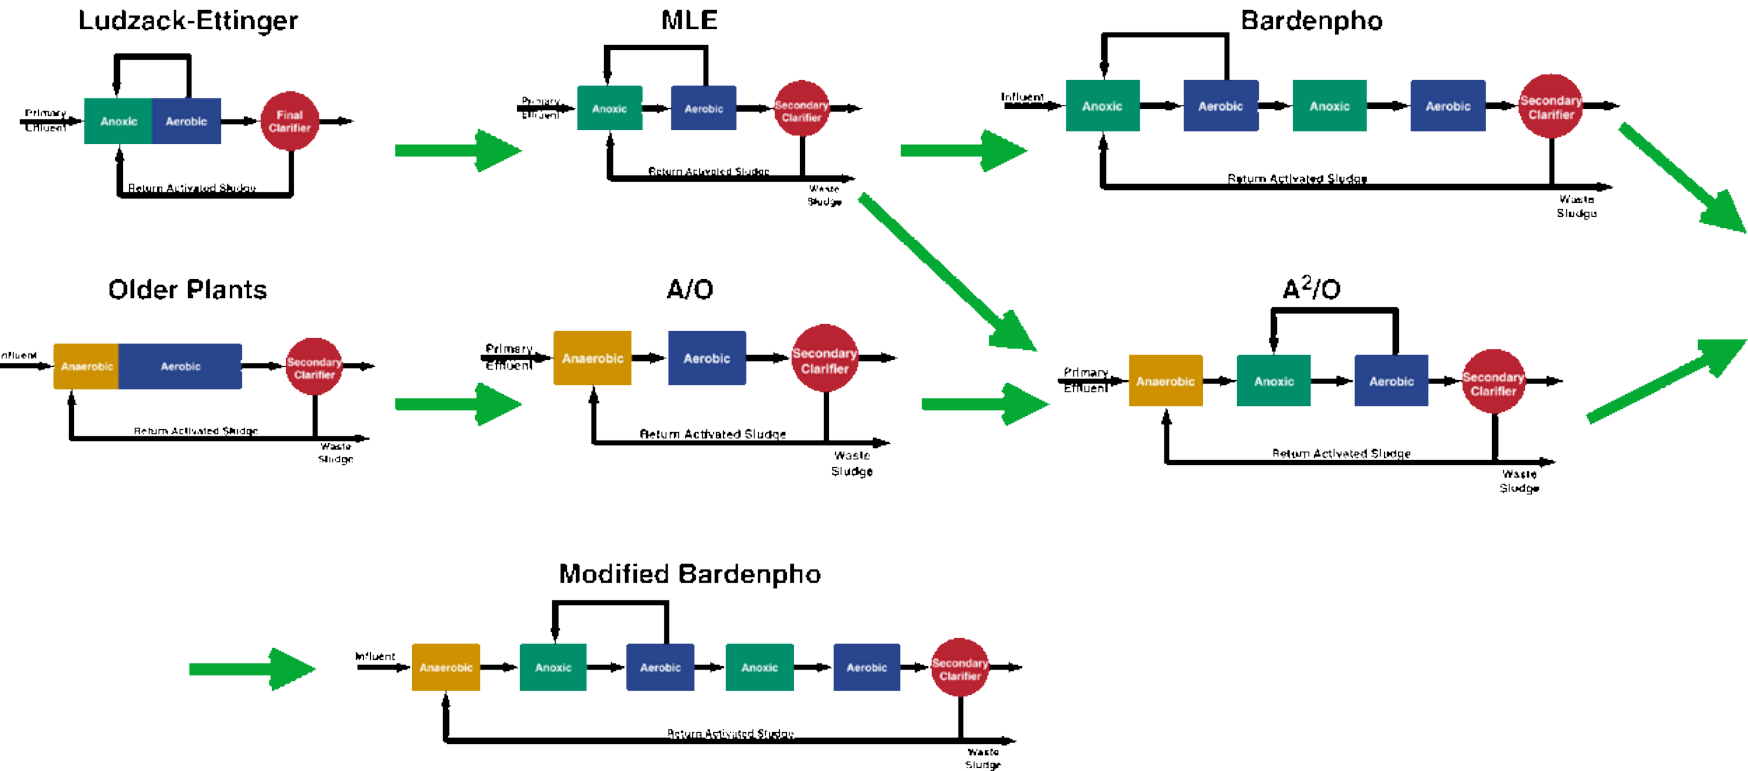 Ludzack-Ettinger
Primary
Effluent
Anoxic
Aerobic
Final
Clarifier
Return Activated Sludge
MLE
Primary
Effluent
Anoxic
Aerobic
Secondary
Clarifier
Return Activated Sludge
Waste
Sludge
Bardenpho
Influent
Anoxic
Aerobic
Anoxic
Aerobic
Secondary
Clarifier
Return Activated Sludge
Waste
Sludge
Older Plants
Influent
Anaerobic
Aerobic
Secondary
Clarifier
Return Activated Sludge
Waste
Sludge
A/O
Primary
Effluent
Anaerobic
Aerobic
Secondary
Clarifier
Return Activated Sludge
Waste
Sludge
A²/O
Primary
Effluent
Anaerobic
Anoxic
Aerobic
Secondary
Clarifier
Return Activated Sludge
Waste
Sludge
Modified Bardenpho
Influent
Anaerobic
Anoxic
Aerobic
Anoxic
Aerobic
Secondary
Clarifier
Return Activated Sludge
Waste
Sludge